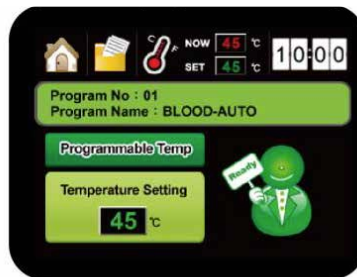 C F NOW 45 °C
SET 45 °C
10:00
Program No : 01
Program Name : BLOOD-AUTO
Programmable Temp
Temperature Setting
45 °C
Ready